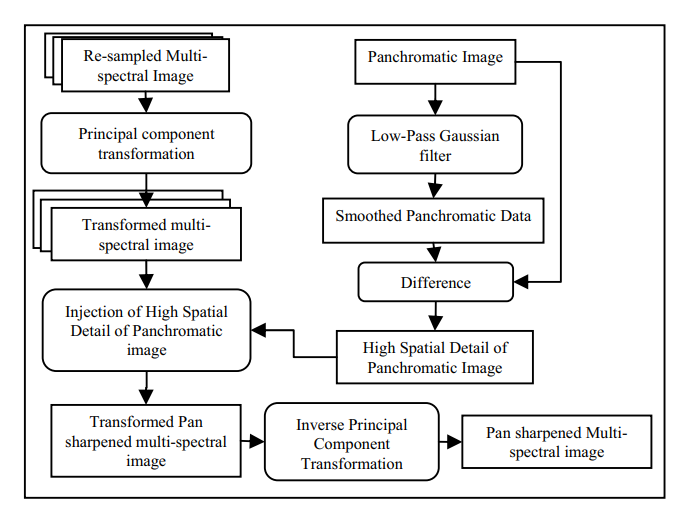 Re-sampled Multi-
spectral Image
Principal component
transformation
Transformed multi-
spectral image
Injection of High Spatial
Detail of Panchromatic
image
Transformed Pan
sharpened multi-spectral
image
Panchromatic Image
Low-Pass Gaussian
filter
Smoothed Panchromatic Data
Difference
High Spatial Detail of
Panchromatic Image
Inverse Principal
Component
Transformation
Pan sharpened Multi-
spectral image